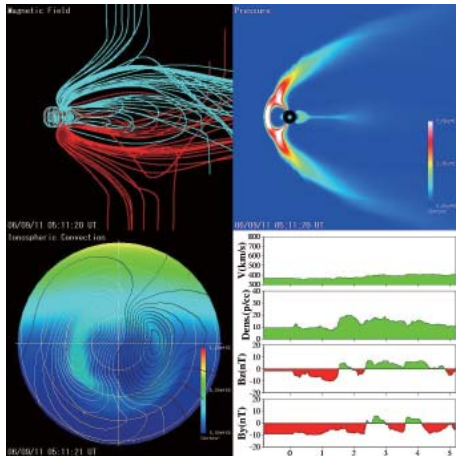 Magnetic Field
06/09/11 05:11:20 UT
Pressure
06/09/11 05:11:20 UT
Ionospheric Convection
Contour
06/09/11 05:11:21 UT
V(km/s)
800
700
600
500
400
300
Dens.(p/cc)
40
30
20
10
0
Bz(nT)
20
10
0
-10
-20
By(nT)
20
10
0
-10
-20
0 1 2 3 4 5